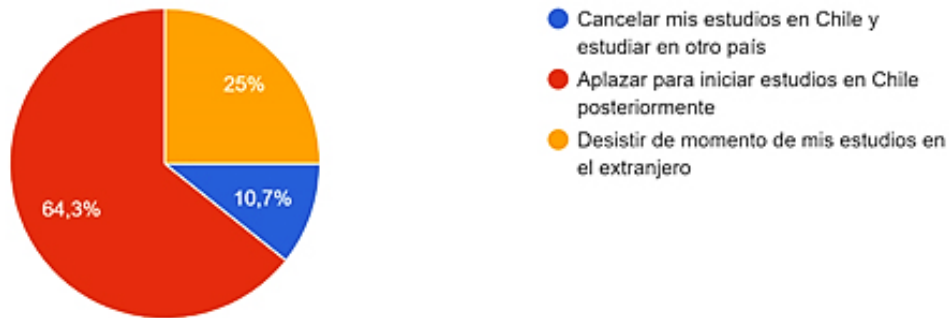 25%
10,7%
64,3%
Cancelar mis estudios en Chile y
estudiar en otro país
Aplazar para iniciar estudios en Chile
posteriormente
Desistir de momento de mis estudios en
el extranjero